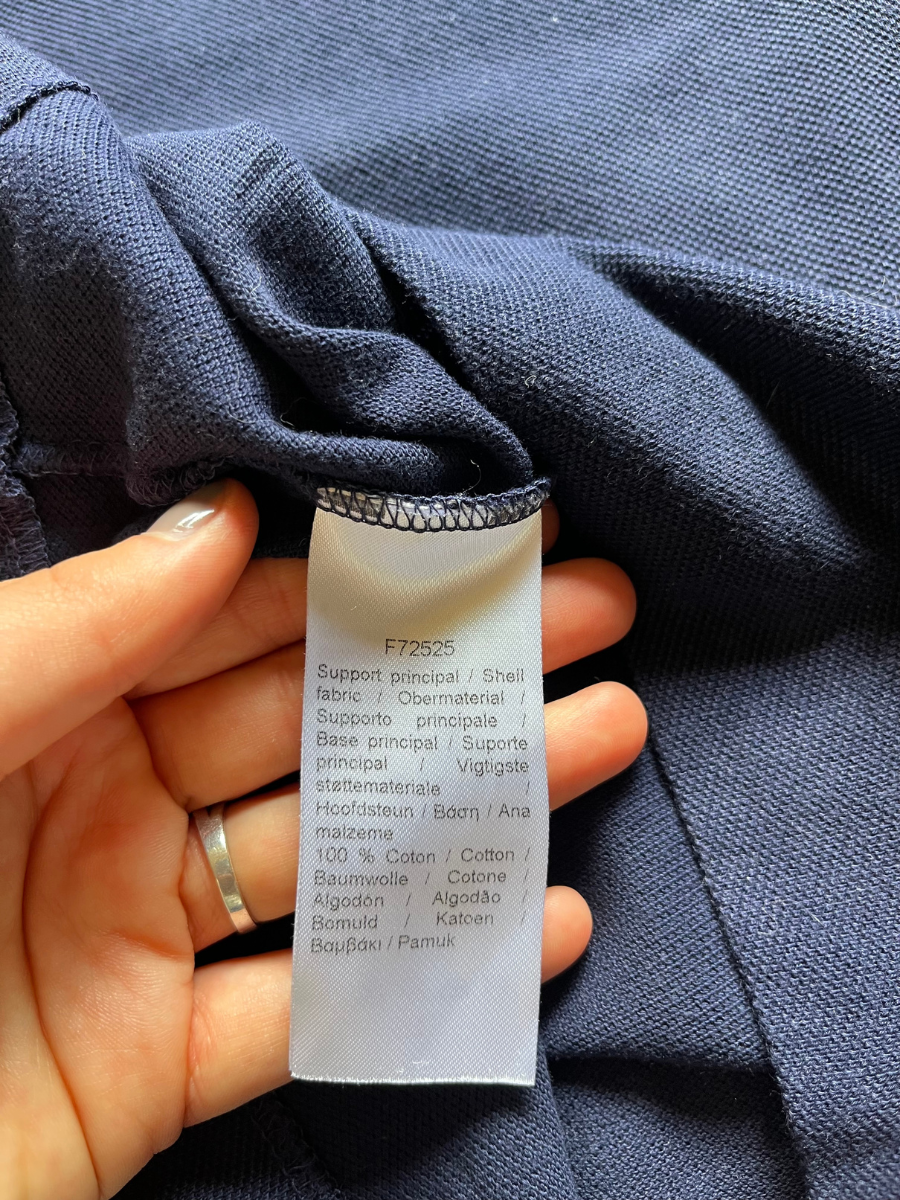 F72525
Support principal / Shell
fabric / Obermaterial /
Supporto principale /
Base principal / Suporte
principal / Vigtigste
støttemateriale /
Hoofdsteun / Βάση / Ana
malzeme
100 % Coton / Cotton /
Baumwolle / Cotone /
Algodón / Algodão /
Bomuld / Katoen /
Βαμβάκι / Pamuk